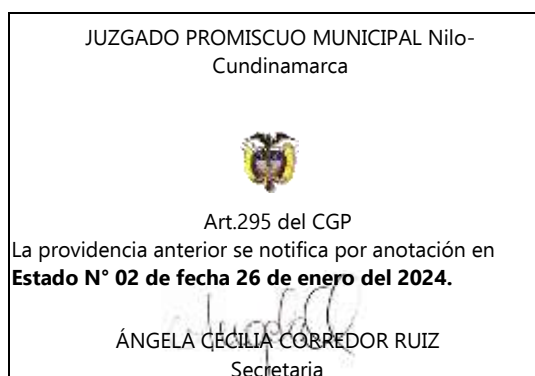 JUZGADO PROMISCUO MUNICIPAL Nilo-
Cundinamarca
Art.295 del CGP
La providencia anterior se notifica por anotación en
Estado N° 02 de fecha 26 de enero del 2024.
ÁNGELA CECILIA CORREDOR RUIZ
Secretaria